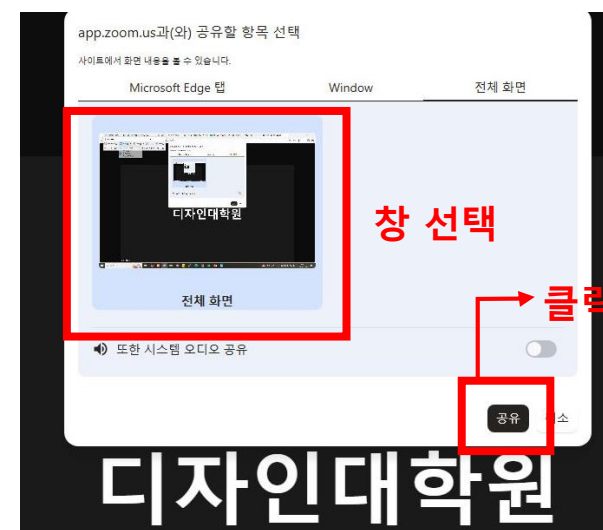 app.zoom.us과(와) 공유할 항목 선택
사이트에서 화면 내용을 볼 수 있습니다.
Microsoft Edge 탭 Window 전체 화면
디자인대학원
창 선택
전체 화면
클릭
또한 시스템 오디오 공유
공유
디자인대학원